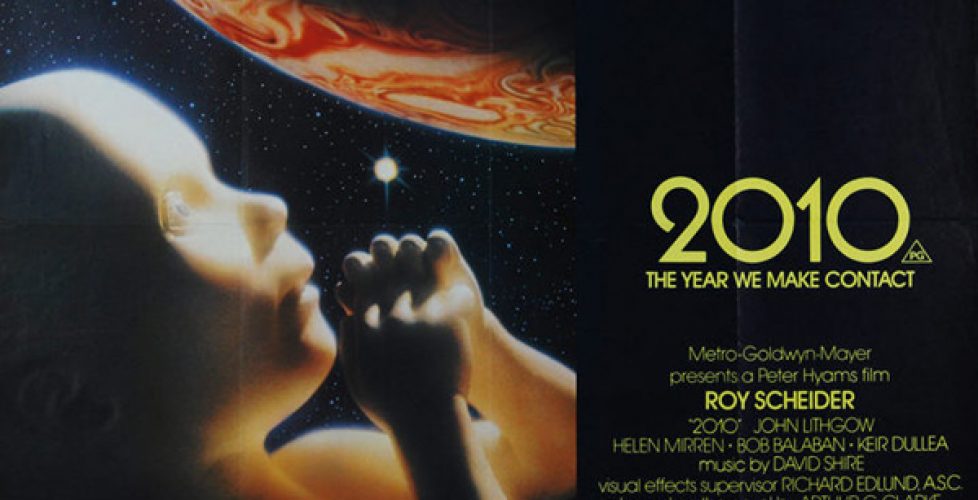 2010
PG
THE YEAR WE MAKE CONTACT
Metro-Goldwyn-Mayer
presents a Peter Hyams film
ROY SCHEIDER
"2010" JOHN LITHGOW
HELEN MIRREN • BOB BALABAN • KEIR DULLEA
music by DAVID SHIRE
visual effects supervisor RICHARD EDLUND, A.S.C.